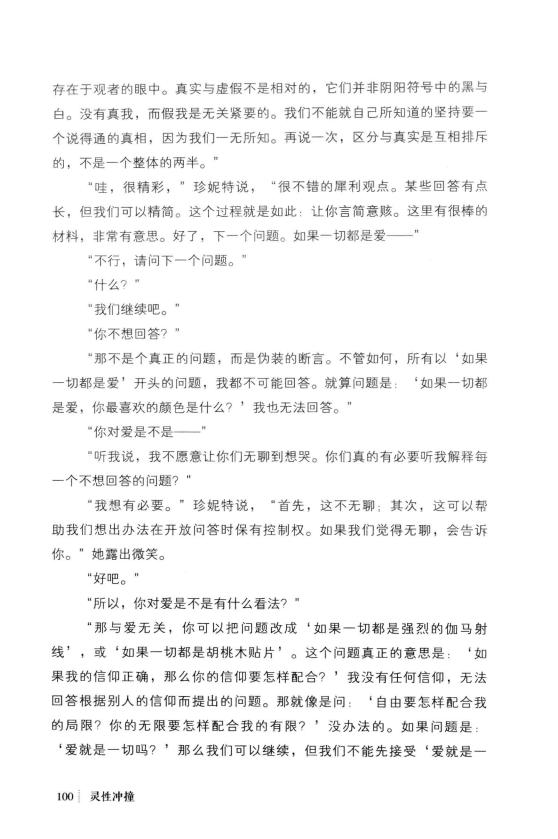 存在于观者的眼中。真实与虚假不是相对的，它们并非阴阳符号中的黑与
白。没有真我，而假我是无关紧要的。我们不能就自己所知道的坚持要一
个说得通的真相，因为我们一无所知。再说一次，区分与真实是互相排斥
的，不是一个整体的两半。”
“哇，很精彩，”珍妮特说，“很不错的犀利观点。某些回答有点
长，但我们可以精简。这个过程就是如此：让你言简意赅。这里有很棒的
材料，非常有意思。好了，下一个问题。如果一切都是爱——”
“不行，请问下一个问题。”
“什么？”
“我们继续吧。”
“你不想回答？”
“那不是个真正的问题，而是伪装的断言。不管如何，所有以‘如果
一切都是爱’开头的问题，我都不可能回答。就算问题是：‘如果一切都
是爱，你最喜欢的颜色是什么？’我也无法回答。”
“你对爱是不是——”
“听我说，我不愿意让你们无聊到想哭。你们真的有必要听我解释每
一个不想回答的问题？”
“我想有必要。”珍妮特说，“首先，这不无聊；其次，这可以帮
助我们想出办法在开放问答时保有控制权。如果我们觉得无聊，会告诉
你。”她露出微笑。
“好吧。”
“所以，你对爱是不是有什么看法？”
“那与爱无关，你可以把问题改成‘如果一切都是强烈的伽马射
线’，或‘如果一切都是胡桃木贴片’。这个问题真正的意思是：‘如
果我的信仰正确，那么你的信仰要怎样配合？’我没有任何信仰，无法
回答根据别人的信仰而提出的问题。那就像是问：‘自由要怎样配合我
的局限？你的无限要怎样配合我的有限？’没办法的。如果问题是：
‘爱就是一切吗？’那么我们可以继续，但我们不能先接受‘爱就是一
100 灵性冲撞